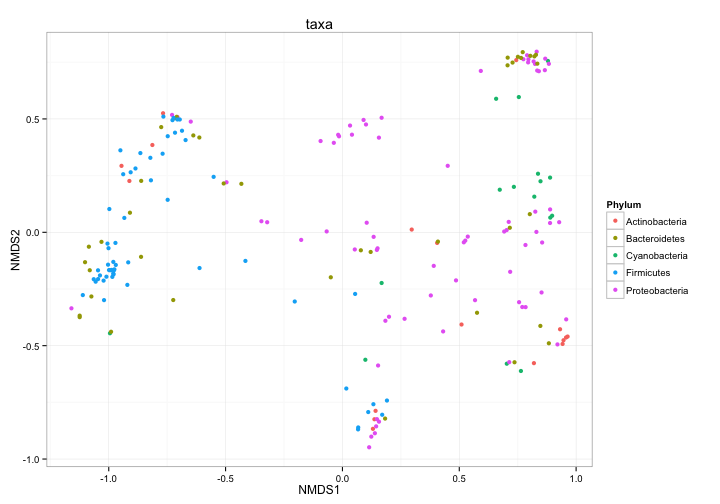 taxa
0.5
0.0
-0.5
-1.0
NMDS2
-1.0 -0.5 0.0 0.5 1.0
NMDS1
Phylum
Actinobacteria
Bacteroidetes
Cyanobacteria
Firmicutes
Proteobacteria